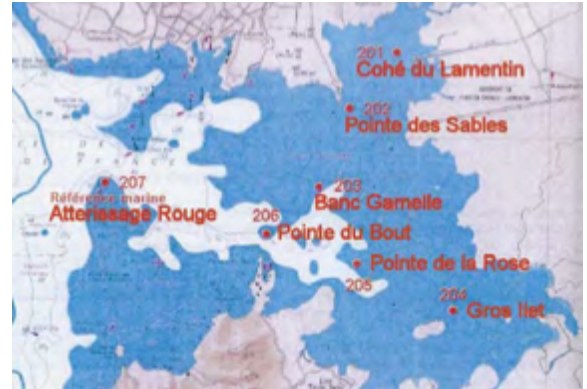 201
Cohé du Lamentin
202
Pointe des Sables
203
Banc Gamelle
207
Référence marine
Atterissage Rouge
206
Pointe du Bout
Pointe de la Rose
205
204
Gros Ilet